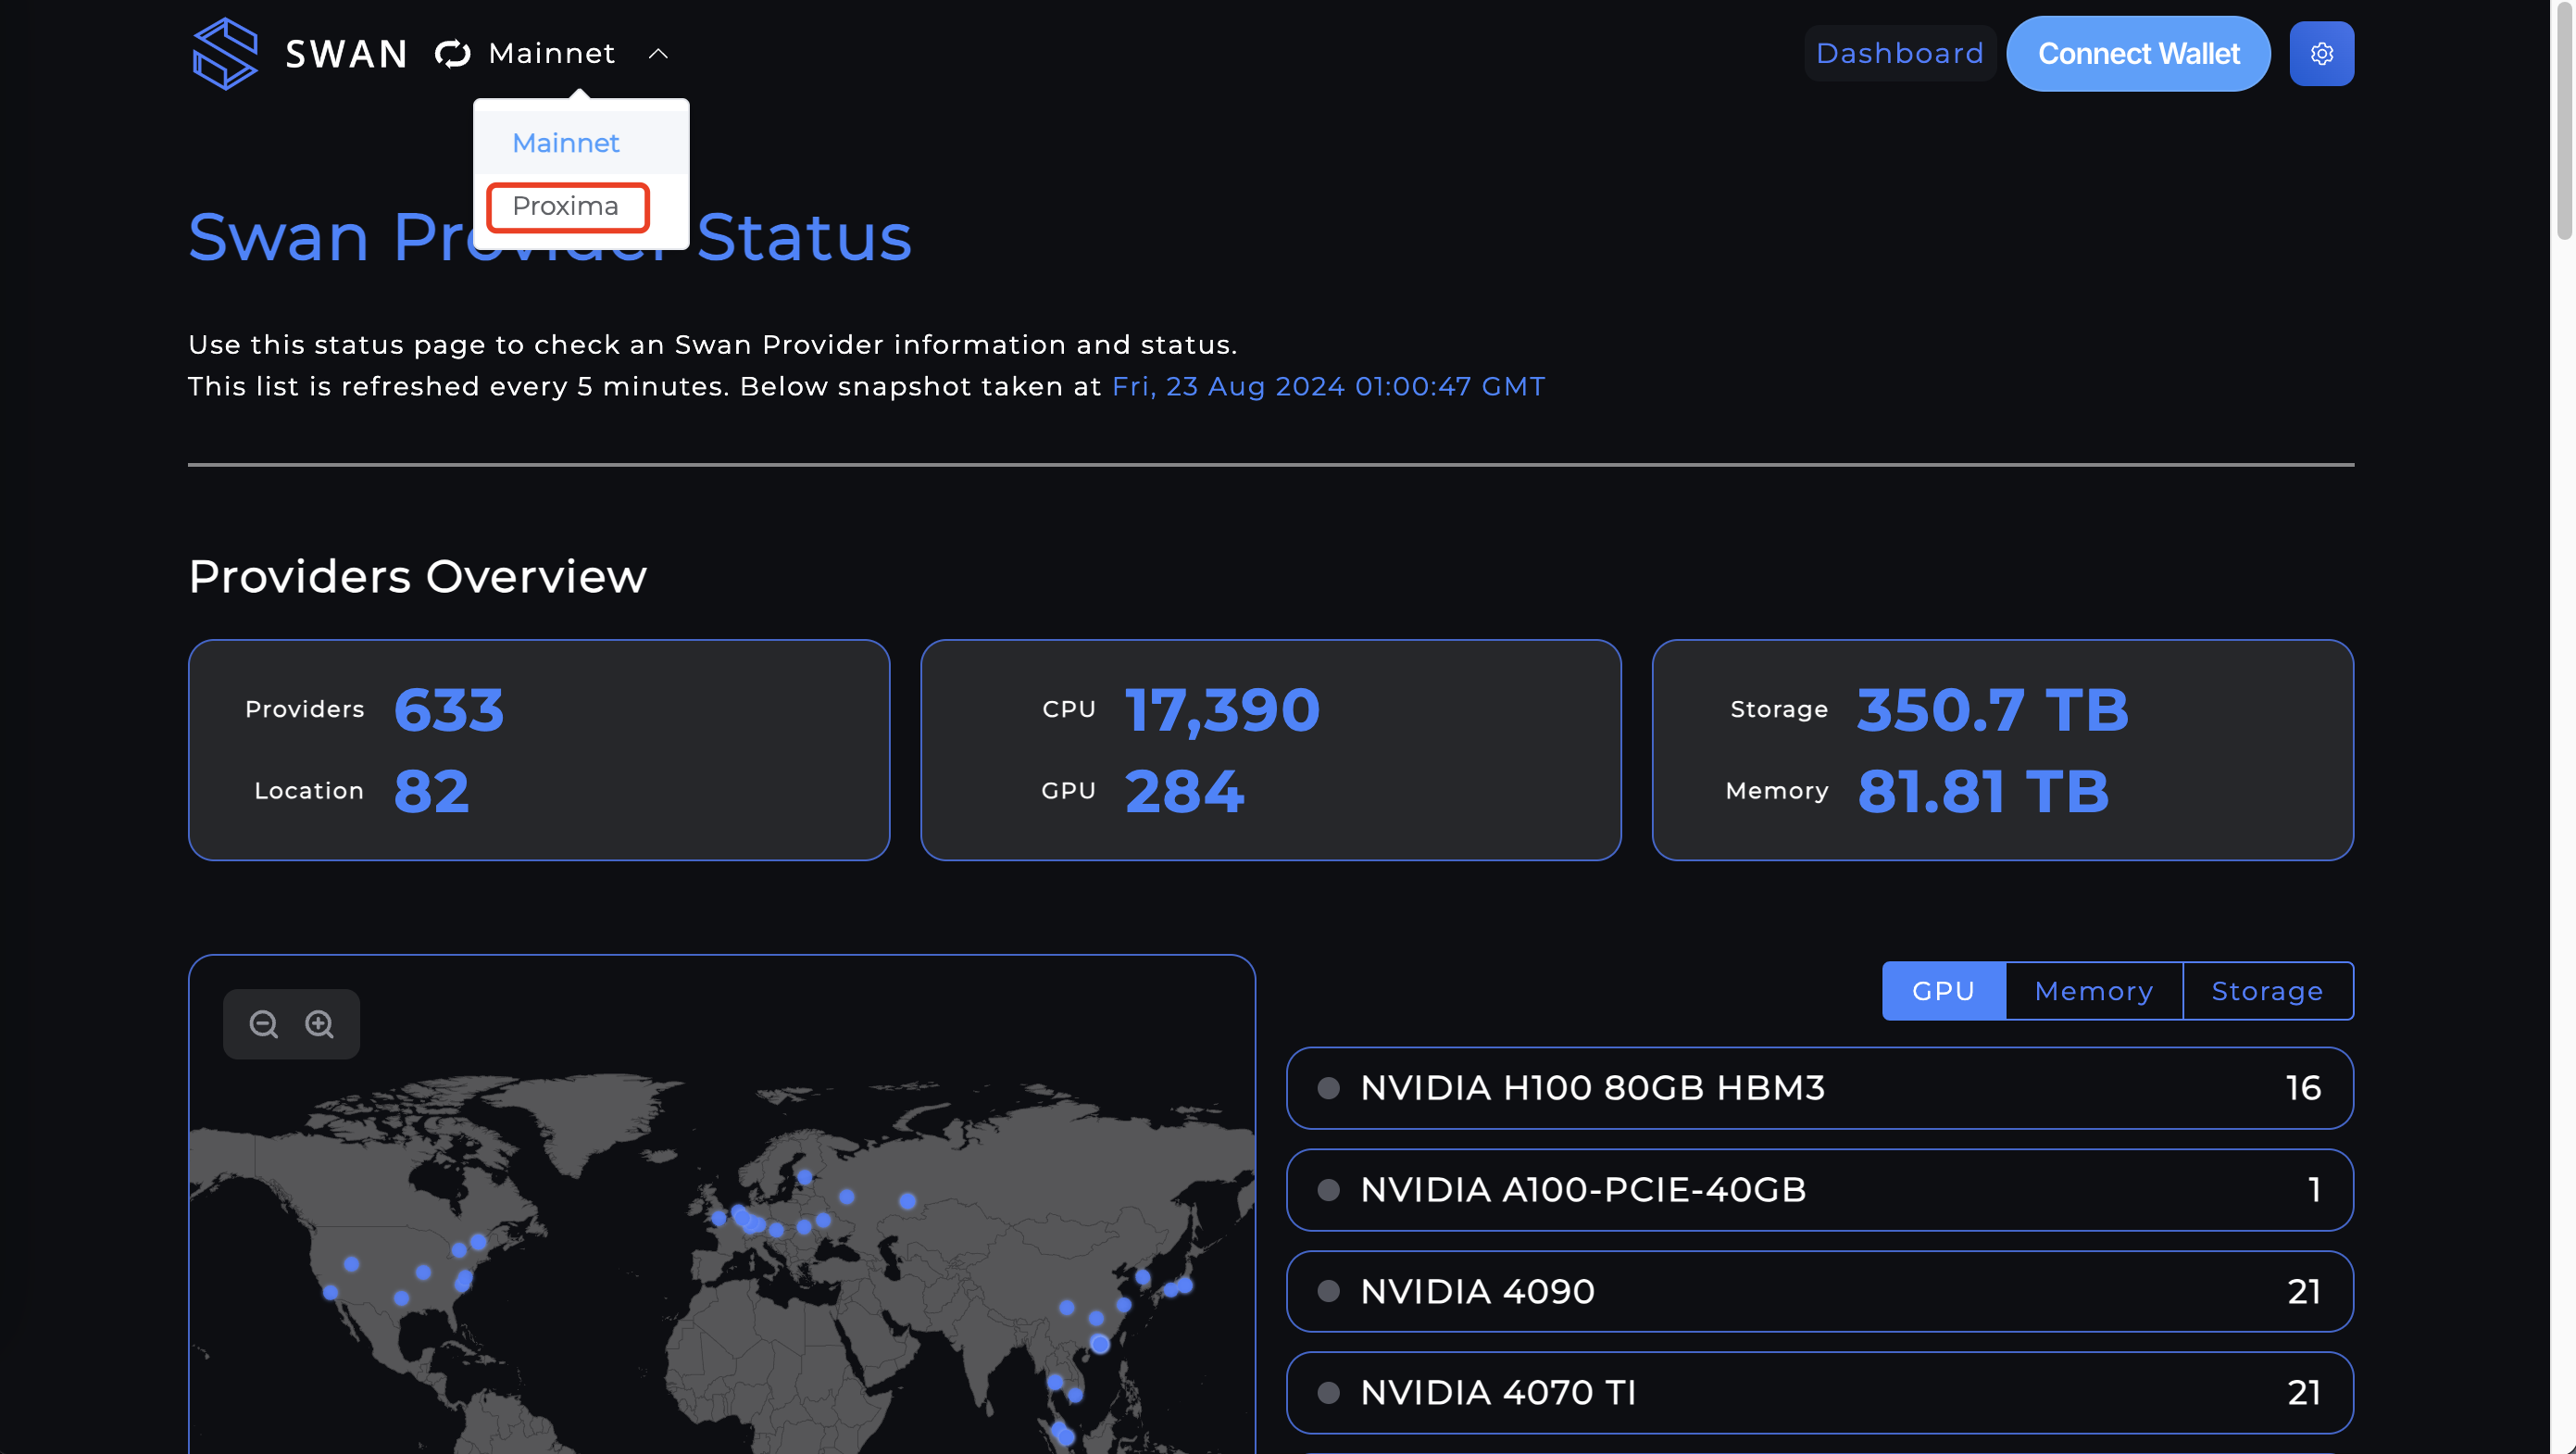 SWAN Mainnet Dashboard Connect Wallet
Mainnet
Proxima
Swan Provider Status
Use this status page to check an Swan Provider information and status.
This list is refreshed every 5 minutes. Below snapshot taken at Fri, 23 Aug 2024 01:00:47 GMT
Providers Overview
Providers 633
Location 82
CPU 17,390
GPU 284
Storage 350.7 TB
Memory 81.81 TB
GPU Memory Storage
NVIDIA H100 80GB HBM3 16
NVIDIA A100-PCIE-40GB 1
NVIDIA 4090 21
NVIDIA 4070 TI 21